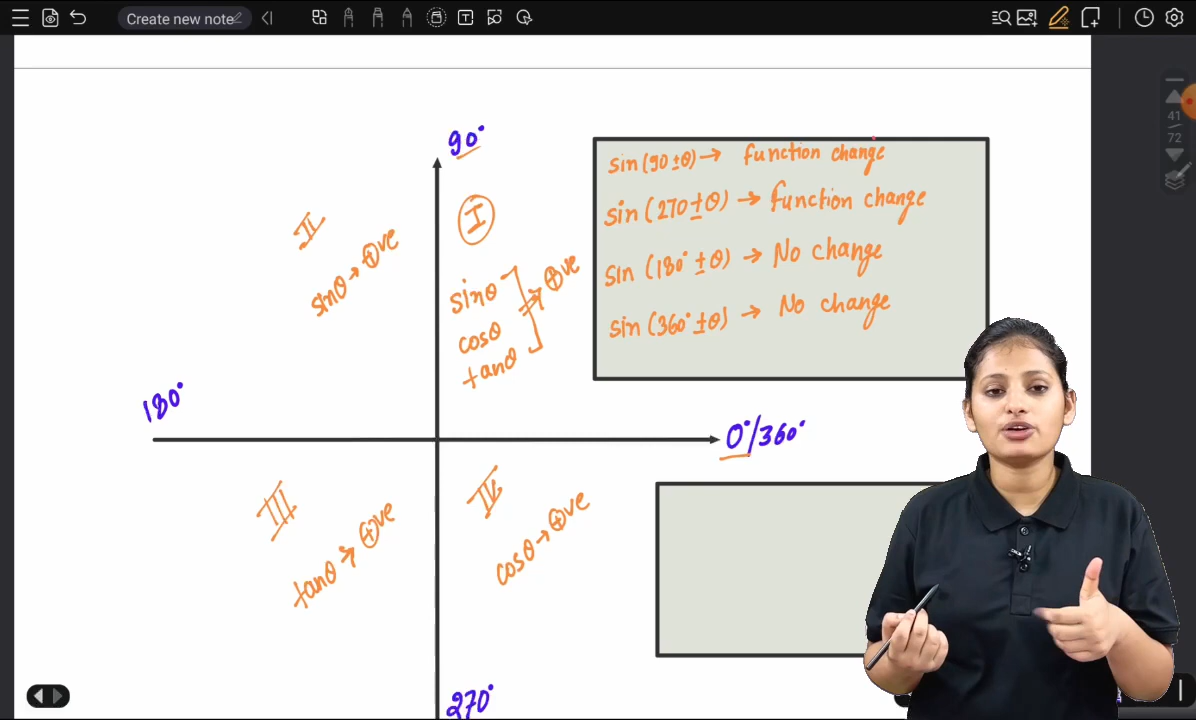 Create new note
41
72
90°
sin(90±θ)→ function change
sin(270±θ)→ function change
sin(180°±θ)→ No change
sin(360°±θ)→ No change
II
sinθ→⊕ve
I
sinθ
cosθ
tanθ
→⊕ve
180°
0°/360°
III
tanθ→⊕ve
IV
cosθ→⊕ve
270°